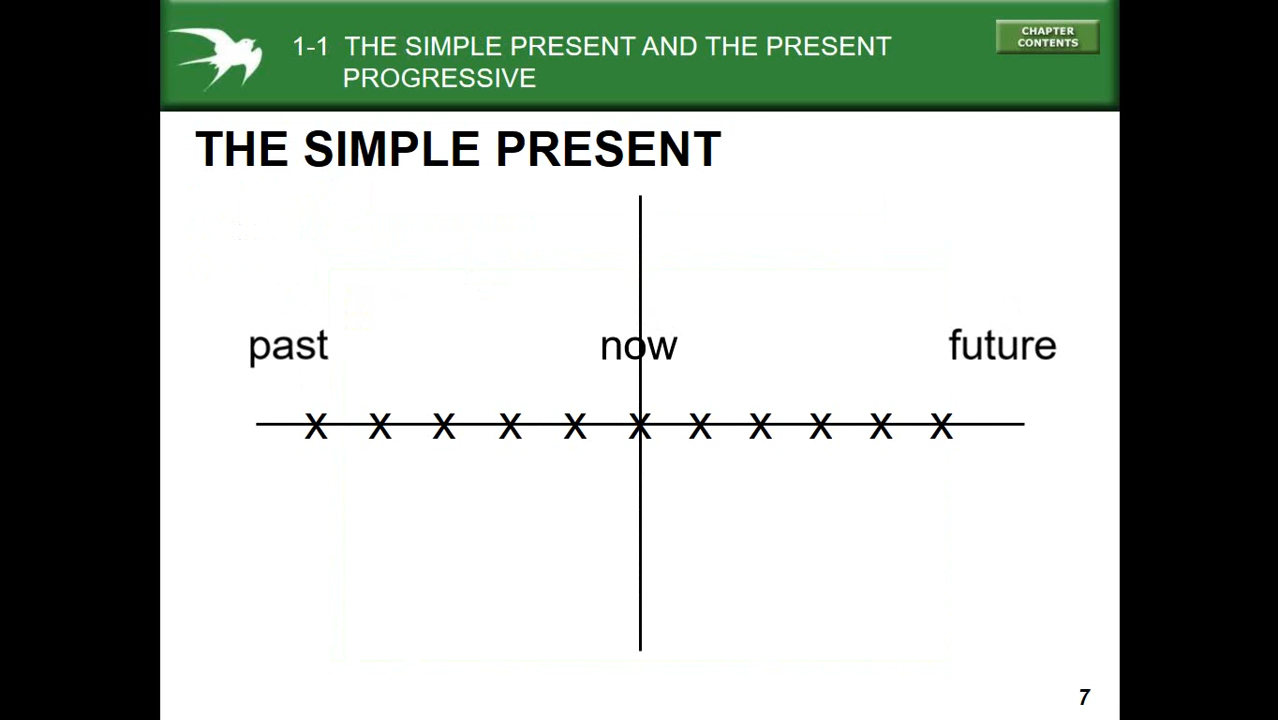 1-1 THE SIMPLE PRESENT AND THE PRESENT
PROGRESSIVE
CHAPTER
CONTENTS
THE SIMPLE PRESENT
past now future
x x x x x x x x x x x
7